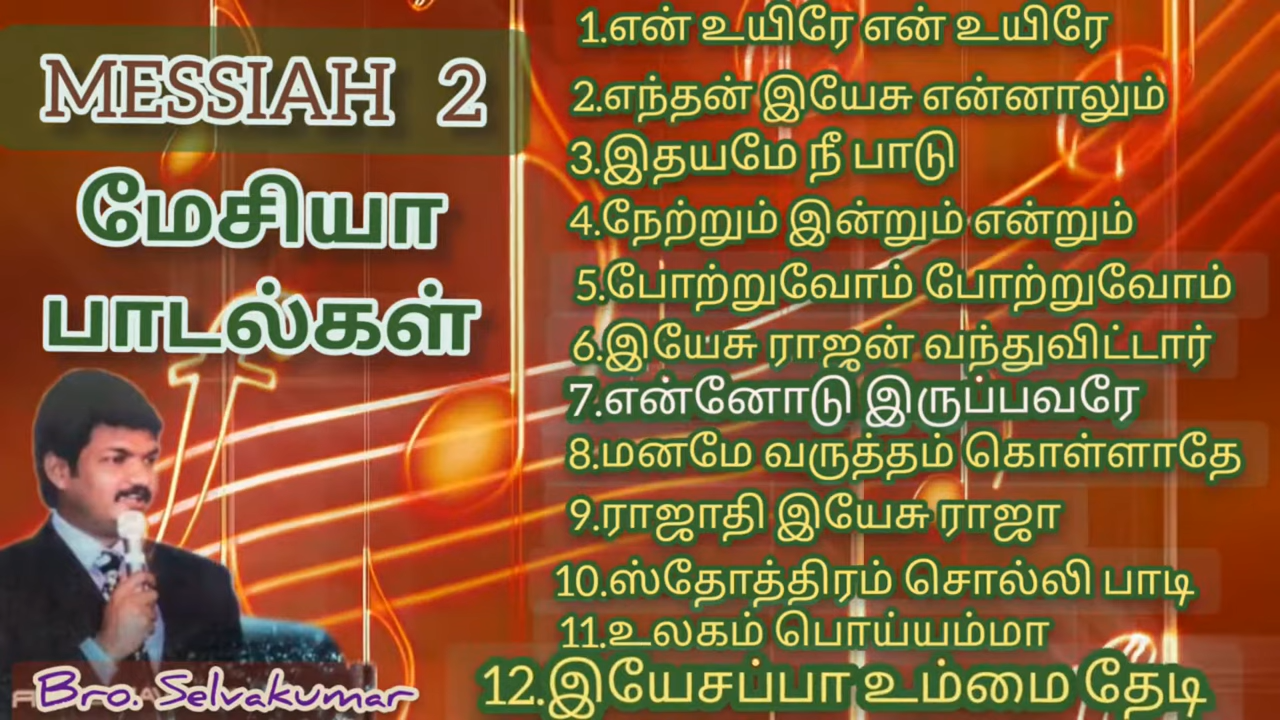 MESSIAH 2
மேசியா
பாடல்கள்
Bro. Selvakumar
1.என் உயிரே என் உயிரே
2.எந்தன் இயேசு என்னாலும்
3.இதயமே நீ பாடு
4.நேற்றும் இன்றும் என்றும்
5.போற்றுவோம் போற்றுவோம்
6.இயேசு ராஜன் வந்துவிட்டார்
7.என்னோடு இருப்பவரே
8.மனமே வருத்தம் கொள்ளாதே
9.ராஜாதி இயேசு ராஜா
10.ஸ்தோத்திரம் சொல்லி பாடி
11.உலகம் பொய்யம்மா
12.இயேசப்பா உம்மை தேடி